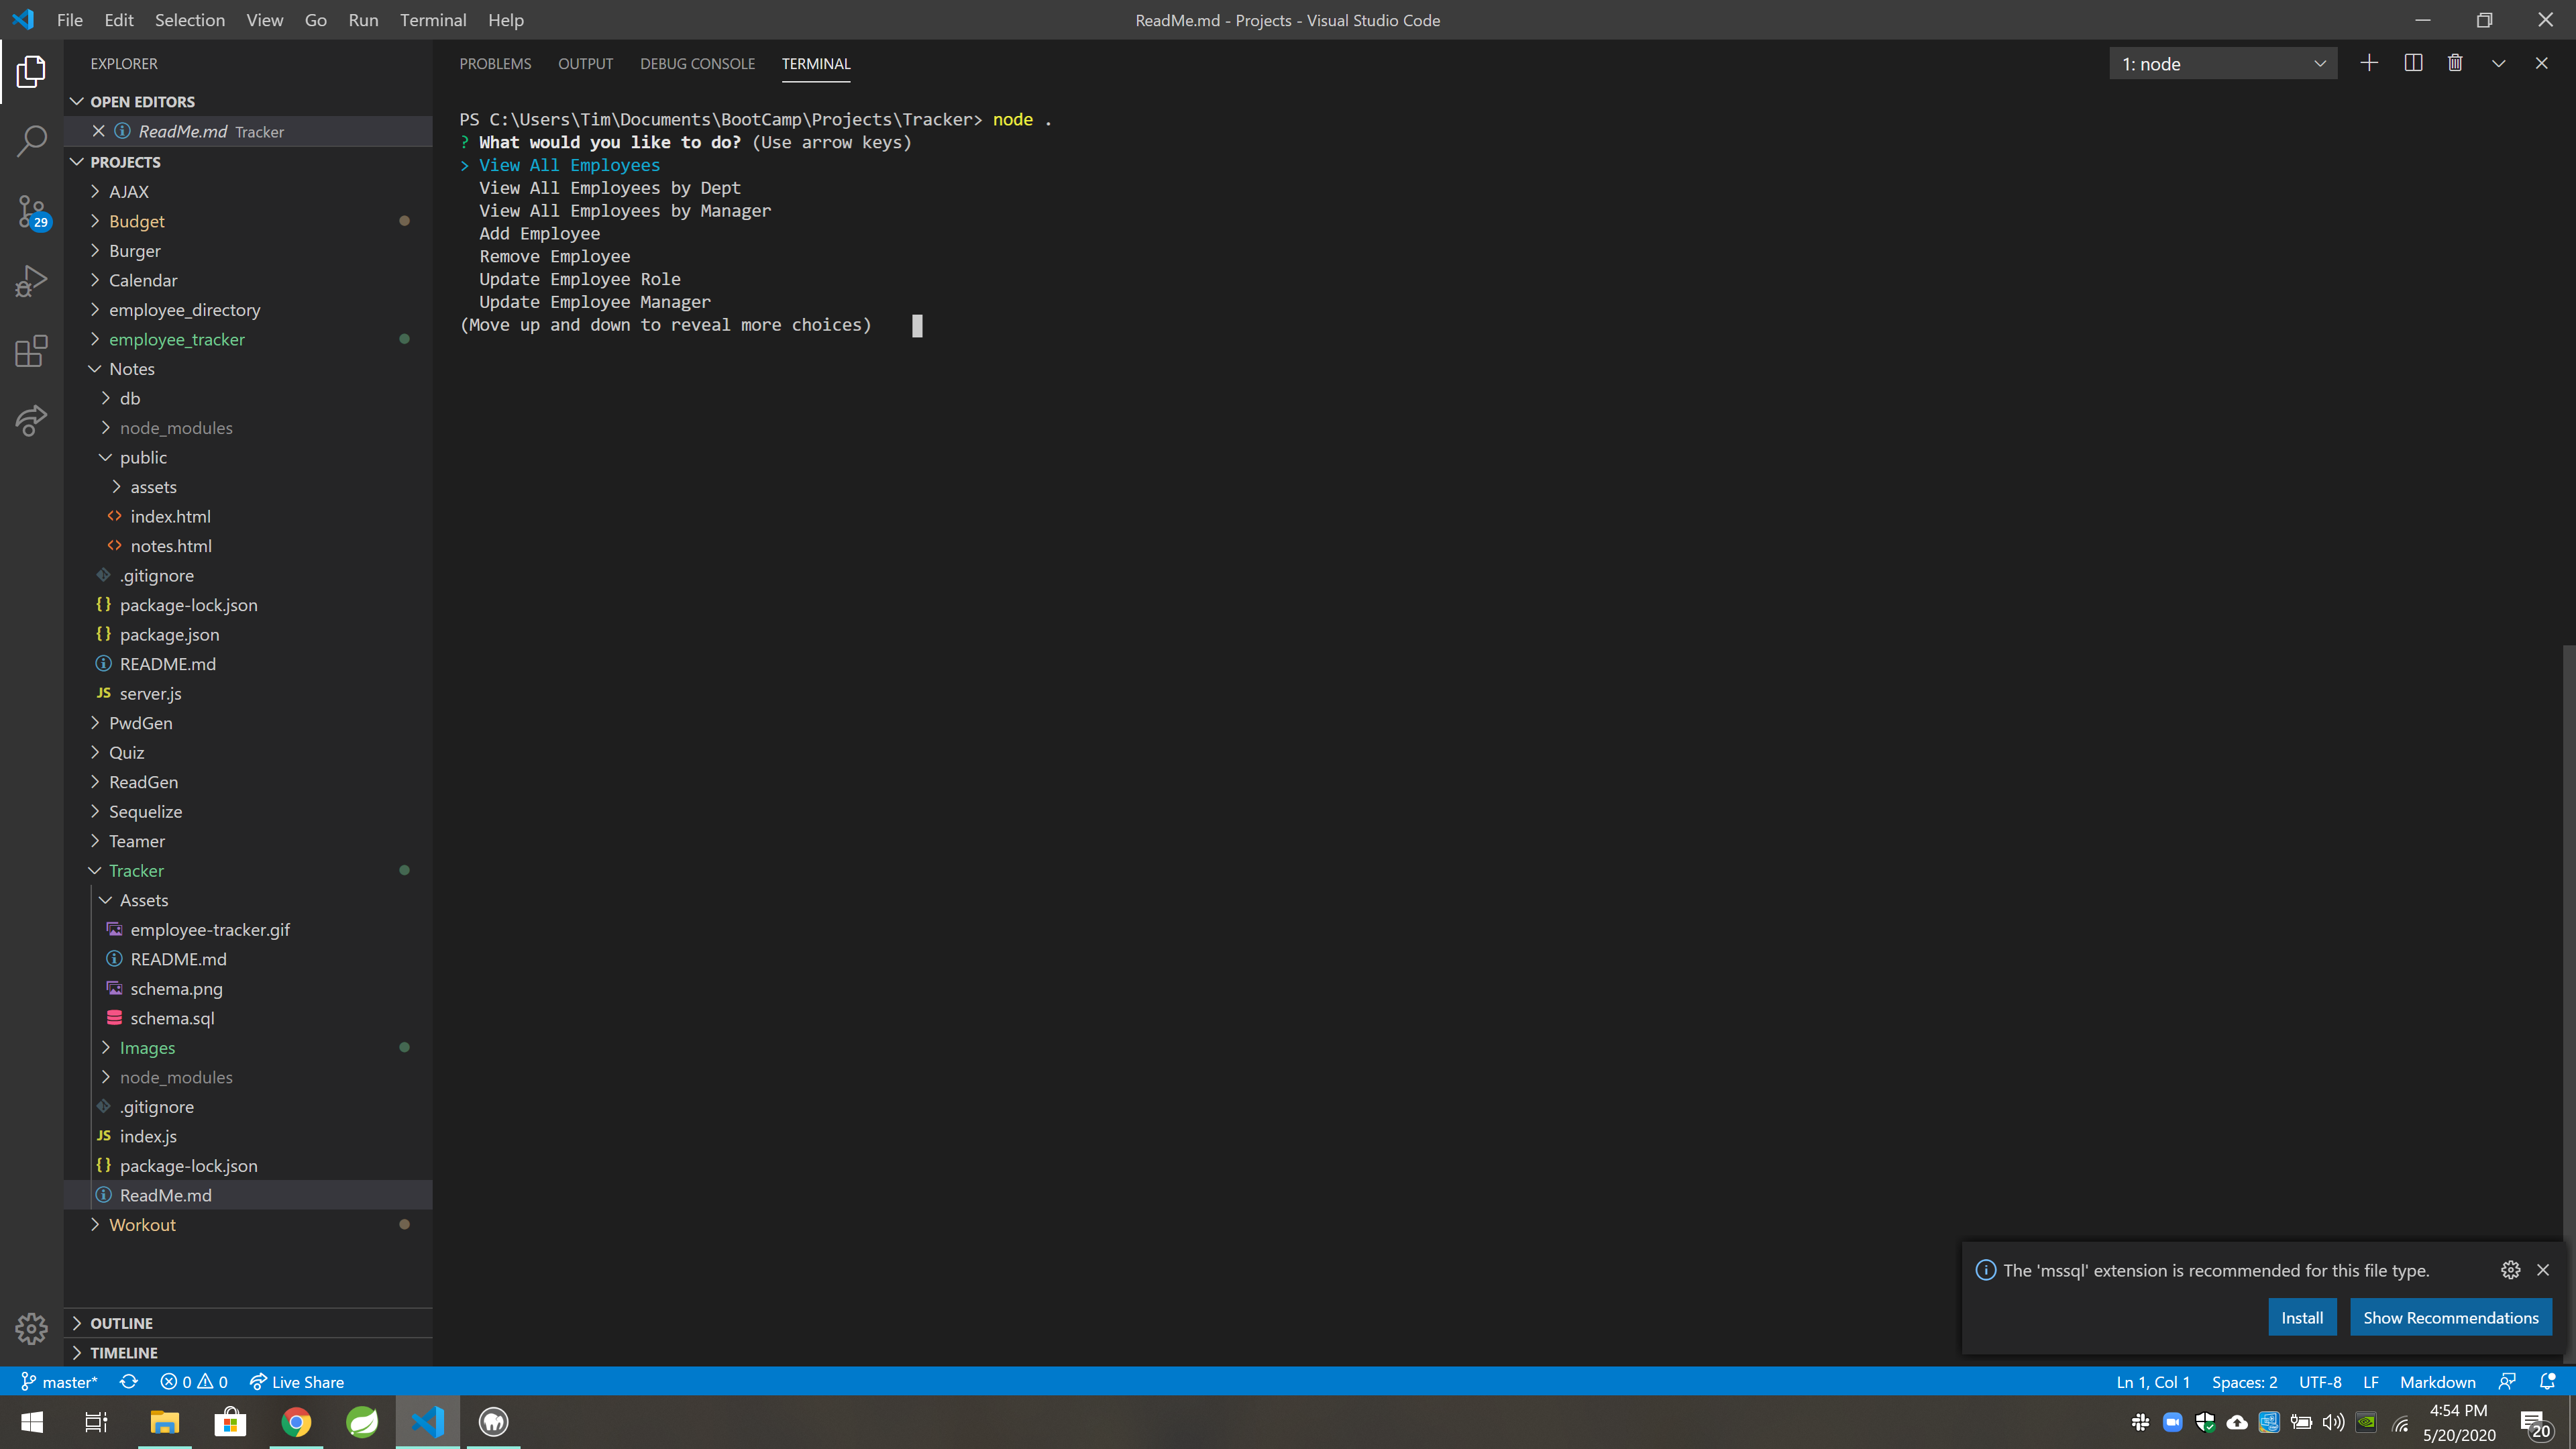 File Edit Selection View Go Run Terminal Help
ReadMe.md - Projects - Visual Studio Code
EXPLORER
OPEN EDITORS
ReadMe.md Tracker
PROJECTS
AJAX
Budget
Burger
Calendar
employee_directory
employee_tracker
Notes
db
node_modules
public
assets
index.html
notes.html
.gitignore
package-lock.json
package.json
README.md
server.js
PwdGen
Quiz
ReadGen
Sequelize
Teamer
Tracker
Assets
employee-tracker.gif
README.md
schema.png
schema.sql
Images
node_modules
.gitignore
index.js
package-lock.json
ReadMe.md
Workout
OUTLINE
TIMELINE
29
PROBLEMS OUTPUT DEBUG CONSOLE TERMINAL
1: node
PS C:\Users\Tim\Documents\BootCamp\Projects\Tracker> node .
? What would you like to do? (Use arrow keys)
> View All Employees
View All Employees by Dept
View All Employees by Manager
Add Employee
Remove Employee
Update Employee Role
Update Employee Manager
(Move up and down to reveal more choices)
The 'mssql' extension is recommended for this file type.
Install Show Recommendations
master* 0 0 Live Share
Ln 1, Col 1 Spaces: 2 UTF-8 LF Markdown
4:54 PM
5/20/2020
20